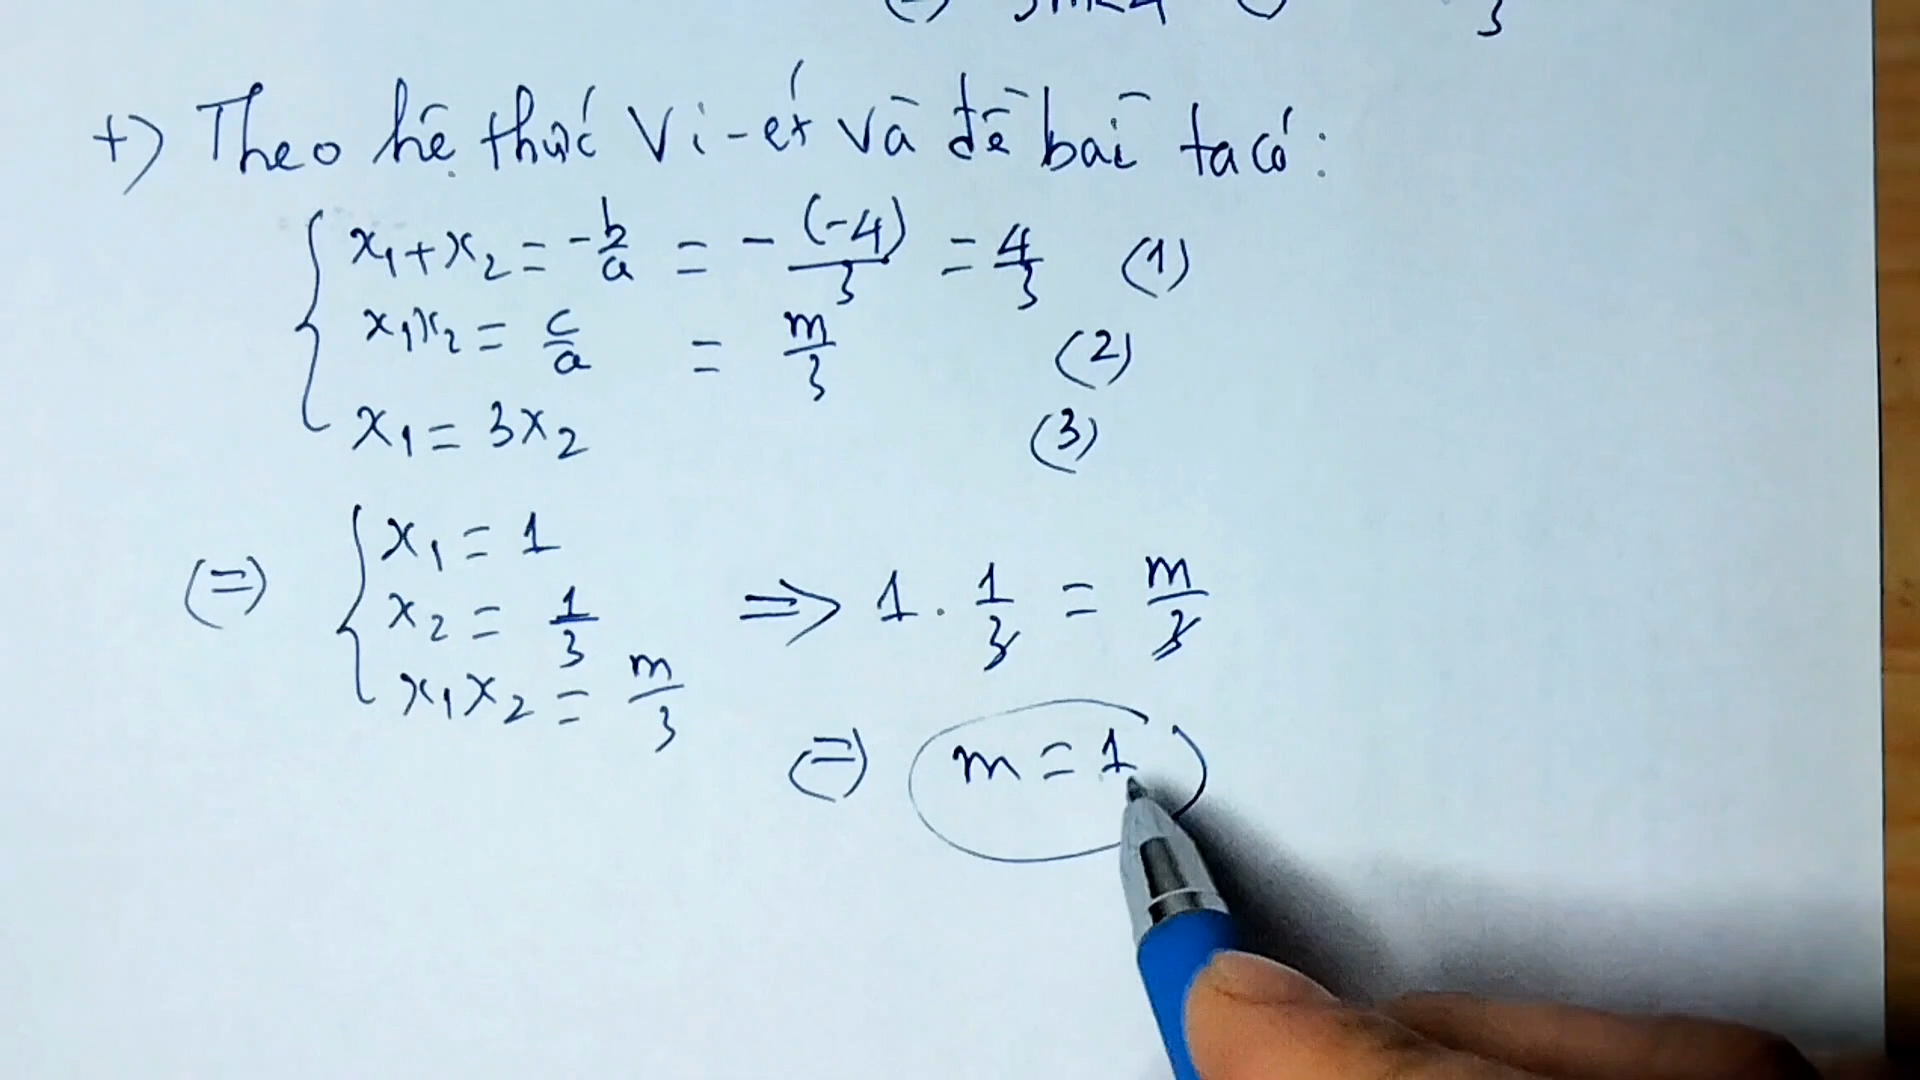 +) Theo hệ thức Vi-ét và đề bài ta có:
x₁+x₂ = -b/a = -(-4)/3 = 4/3 (1)
x₁x₂ = c/a = m/3 (2)
x₁ = 3x₂ (3)
(=) x₁ = 1
x₂ = 1/3 => 1 . 1/3 = m/3
x₁x₂ = m/3
(=) m = 1